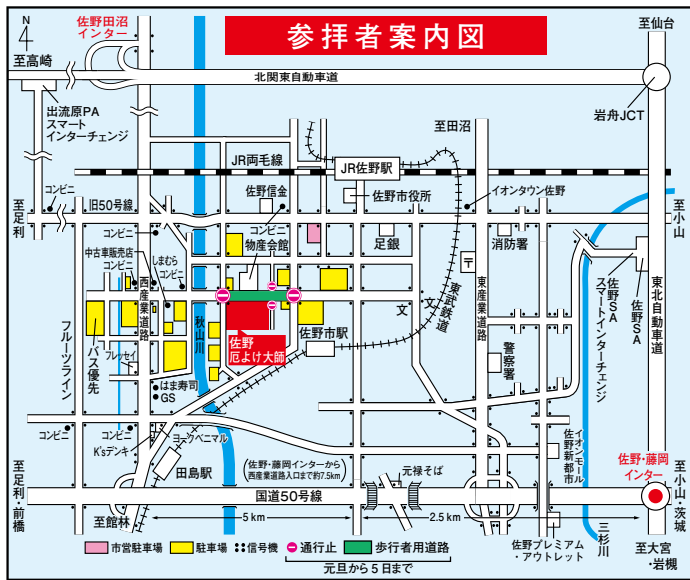 参拝者案内図
N
佐野田沼
インター
至高崎
至仙台
北関東自動車道
出流原PA
スマート
インターチェンジ
岩舟JCT
至田沼
JR両毛線
JR佐野駅
コンビニ
佐野信金
佐野市役所
イオンタウン佐野
至足利
旧50号線
至小山
コンビニ
コンビニ
物産会館
足銀
消防署
中古車販売店
コンビニ
しまむら
コンビニ
〒
西産業道路
東武鉄道
東産業道路
佐野SA
スマートインターチェンジ
佐野SA
東北自動車道
文
文
秋山川
フルーツライン
バス優先
フレッセイ
佐野
厄よけ大師
佐野市駅
警察署
はま寿司
GS
コンビニ
コンビニ
K'sデンキ
ヨークベニマル
田島駅
イオンモール
佐野新都市
佐野・藤岡
インター
(佐野・藤岡インターから
西産業道路入口まで約7.5km)
元禄そば
至足利・前橋
国道50号線
至小山・茨城
至館林
5km
2.5km
三杉川
佐野プレミアム
・アウトレット
至大宮
・岩槻
市営駐車場
駐車場
信号機
通行止
歩行者用道路
元旦から5日まで